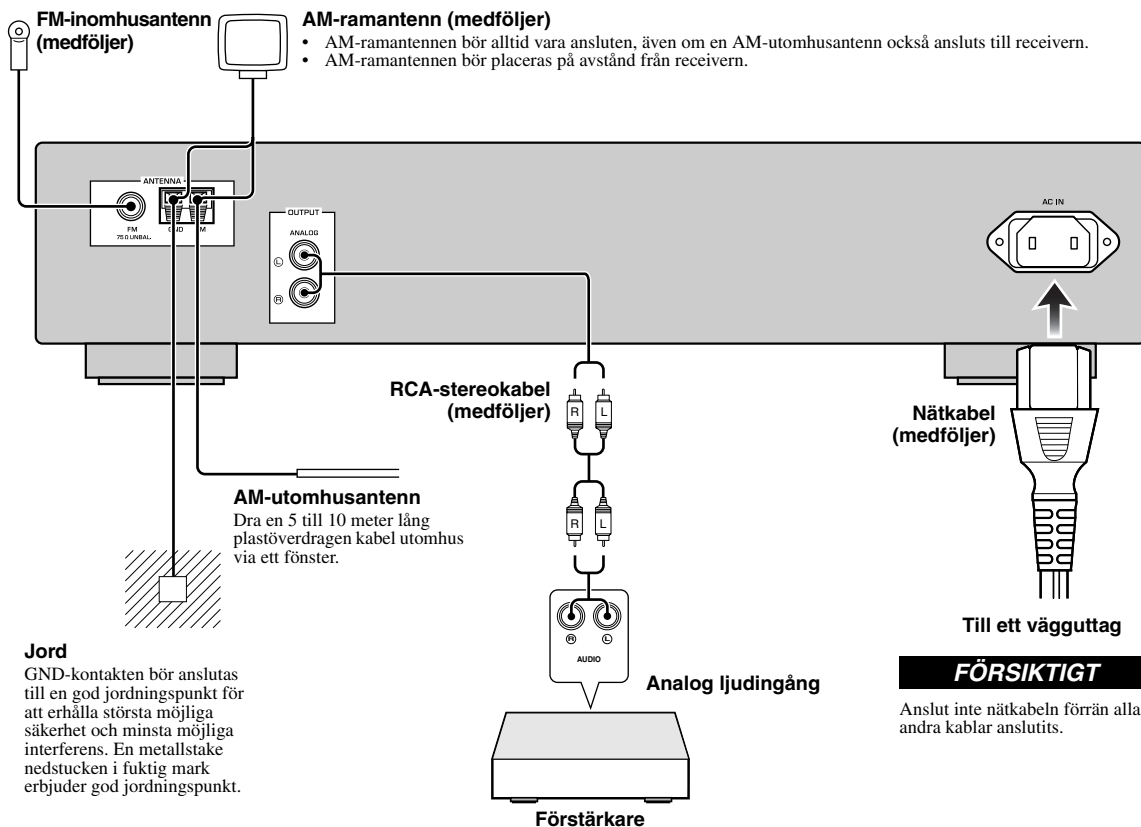 FM-inomhusantenn
(medföljer)
AM-ramantenn (medföljer)
• AM-ramantennen bör alltid vara ansluten, även om en AM-utomhusantenn också ansluts till receivern.
• AM-ramantennen bör placeras på avstånd från receivern.
ANTENNA
FM
75Ω UNBAL.
GND
OUTPUT
ANALOG
L
R
AC IN
RCA-stereokabel
(medföljer)
R L
R L
Nätkabel
(medföljer)
AM-utomhusantenn
Dra en 5 till 10 meter lång
plastöverdragen kabel utomhus
via ett fönster.
R L
AUDIO
Till ett vägguttag
Jord
GND-kontakten bör anslutas
till en god jordningspunkt för
att erhålla största möjliga
säkerhet och minsta möjliga
interferens. En metallstake
nedstucken i fuktig mark
erbjuder god jordningspunkt.
Analog ljudingång
Förstärkare
FÖRSIKTIGT
Anslut inte nätkabeln förrän alla
andra kablar anslutits.